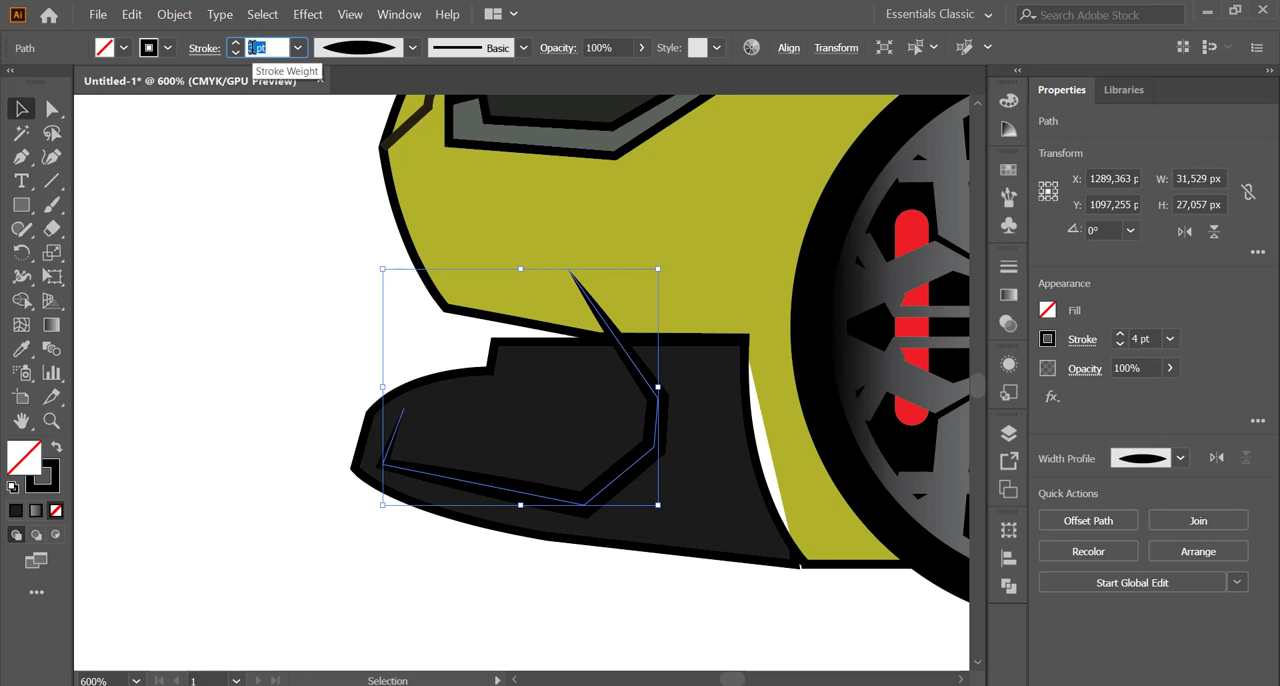 Ai
File Edit Object Type Select Effect View Window Help
Essentials Classic
Search Adobe Stock
Path
Stroke:
pt
Basic
Opacity:
100%
Style:
Align
Transform
Stroke Weight
Untitled-1* @ 600% (CMYK/GPU Preview)
Properties
Libraries
Path
Transform
X: 1289,363 p
W: 31,529 px
Y: 1097,255 p
H: 27,057 px
0°
Appearance
Fill
Stroke
4 pt
Opacity
100%
fx.
Width Profile
Quick Actions
Offset Path
Join
Recolor
Arrange
Start Global Edit
600%
1
Selection